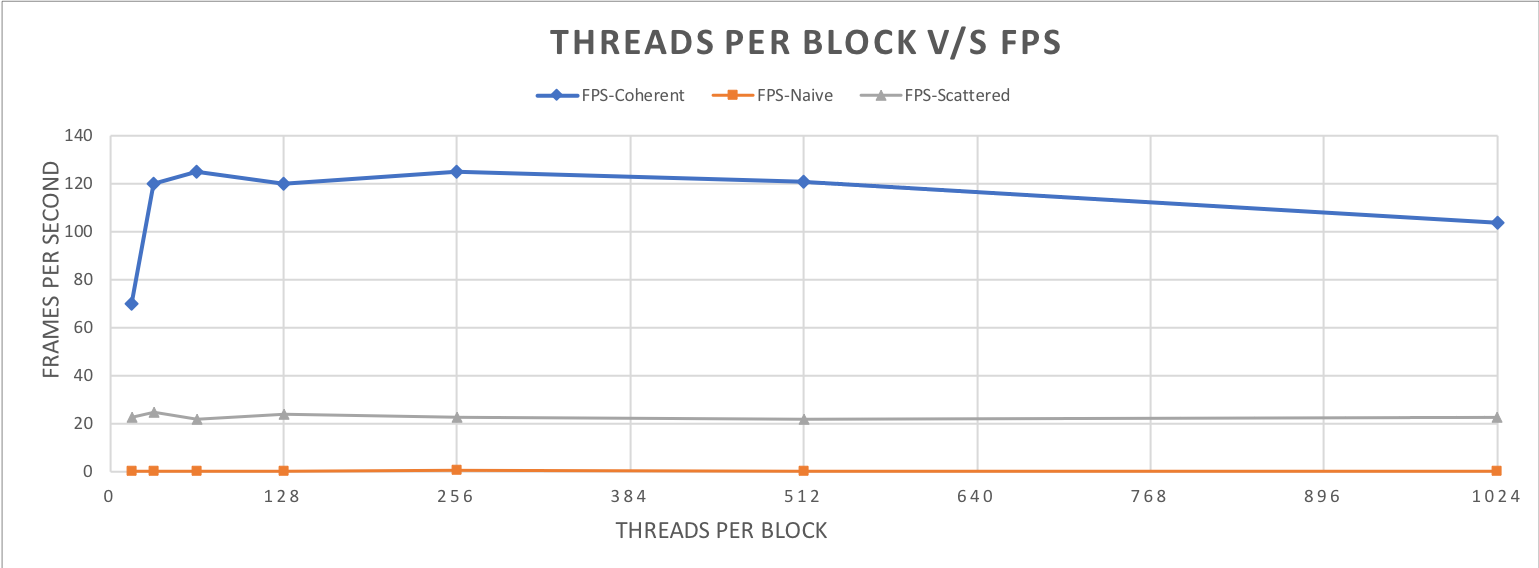 THREADS PER BLOCK V/S FPS
FPS-Coherent FPS-Naive FPS-Scattered
FRAMES PER SECOND
140
120
100
80
60
40
20
0
0 128 256 384 512 640 768 896 1024
THREADS PER BLOCK